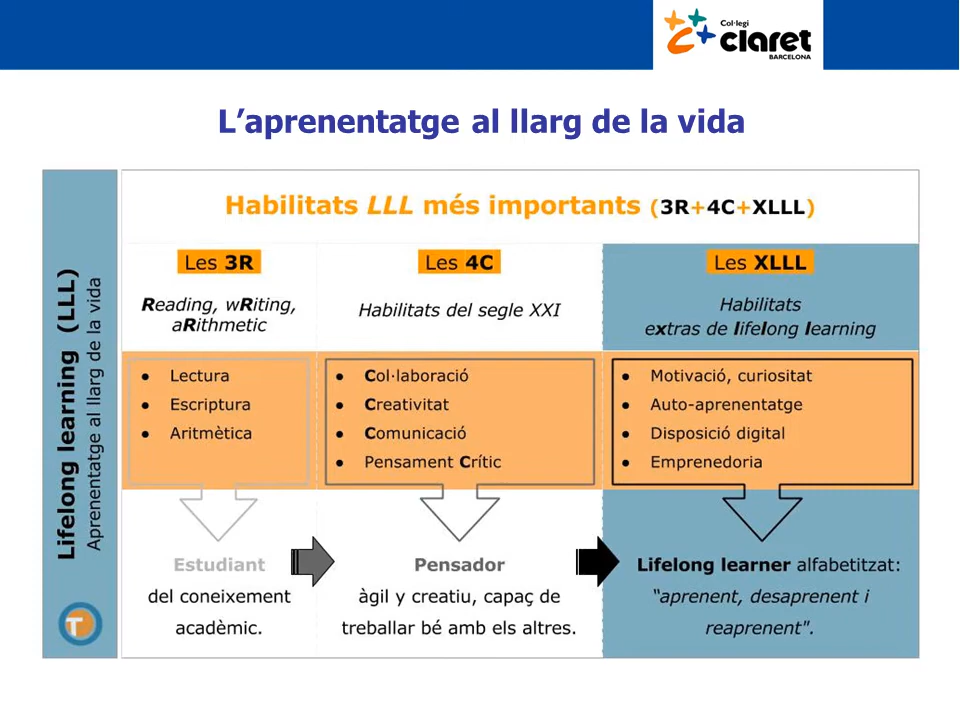 Col·legi
claret
BARCELONA
L’aprenentatge al llarg de la vida
Lifelong learning (LLL)
Aprenentatge al llarg de la vida
T
Habilitats LLL més importants (3R+4C+XLLL)
Les 3R
Reading, wRiting,
aRithmetic
Lectura
Escriptura
Aritmètica
Estudiant
del coneixement
acadèmic.
Les 4C
Habilitats del segle XXI
Col·laboració
Creativitat
Comunicació
Pensament Crític
Pensador
àgil y creatiu, capaç de
treballar bé amb els altres.
Les XLLL
Habilitats
extras de lifelong learning
Motivació, curiositat
Auto-aprenentatge
Disposició digital
Emprenedoria
Lifelong learner alfabetitzat:
“aprenent, desaprenent i
reaprenent".